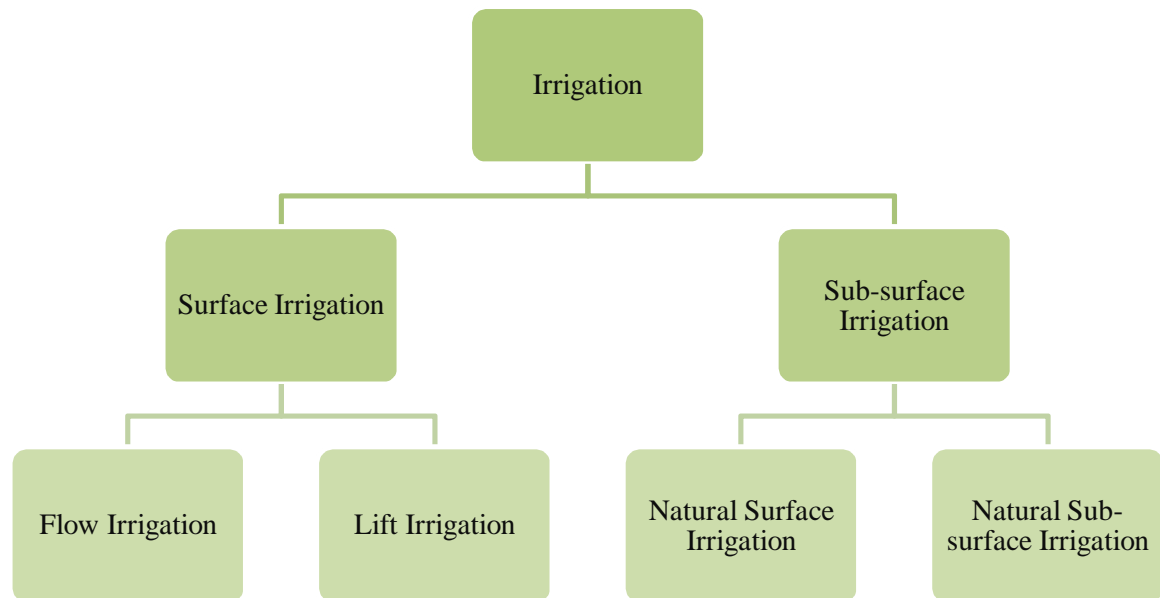 Irrigation
Surface Irrigation
Sub-surface
Irrigation
Flow Irrigation
Lift Irrigation
Natural Surface
Irrigation
Natural Sub-
surface Irrigation